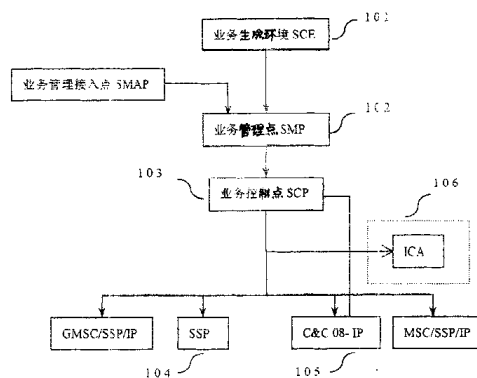 101
业务生成环境 SCE
业务管理接入点 SMAP
102
业务管理点 SMP
103
业务控制点 SCP
106
ICA
GMSC/SSP/IP
SSP
C&C 08- IP
MSC/SSP/IP
104
105